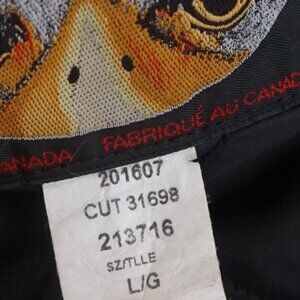 CANADA FABRIQUÉ AU CANADA
201607
CUT 31698
213716
SZ/TLLE
L/G